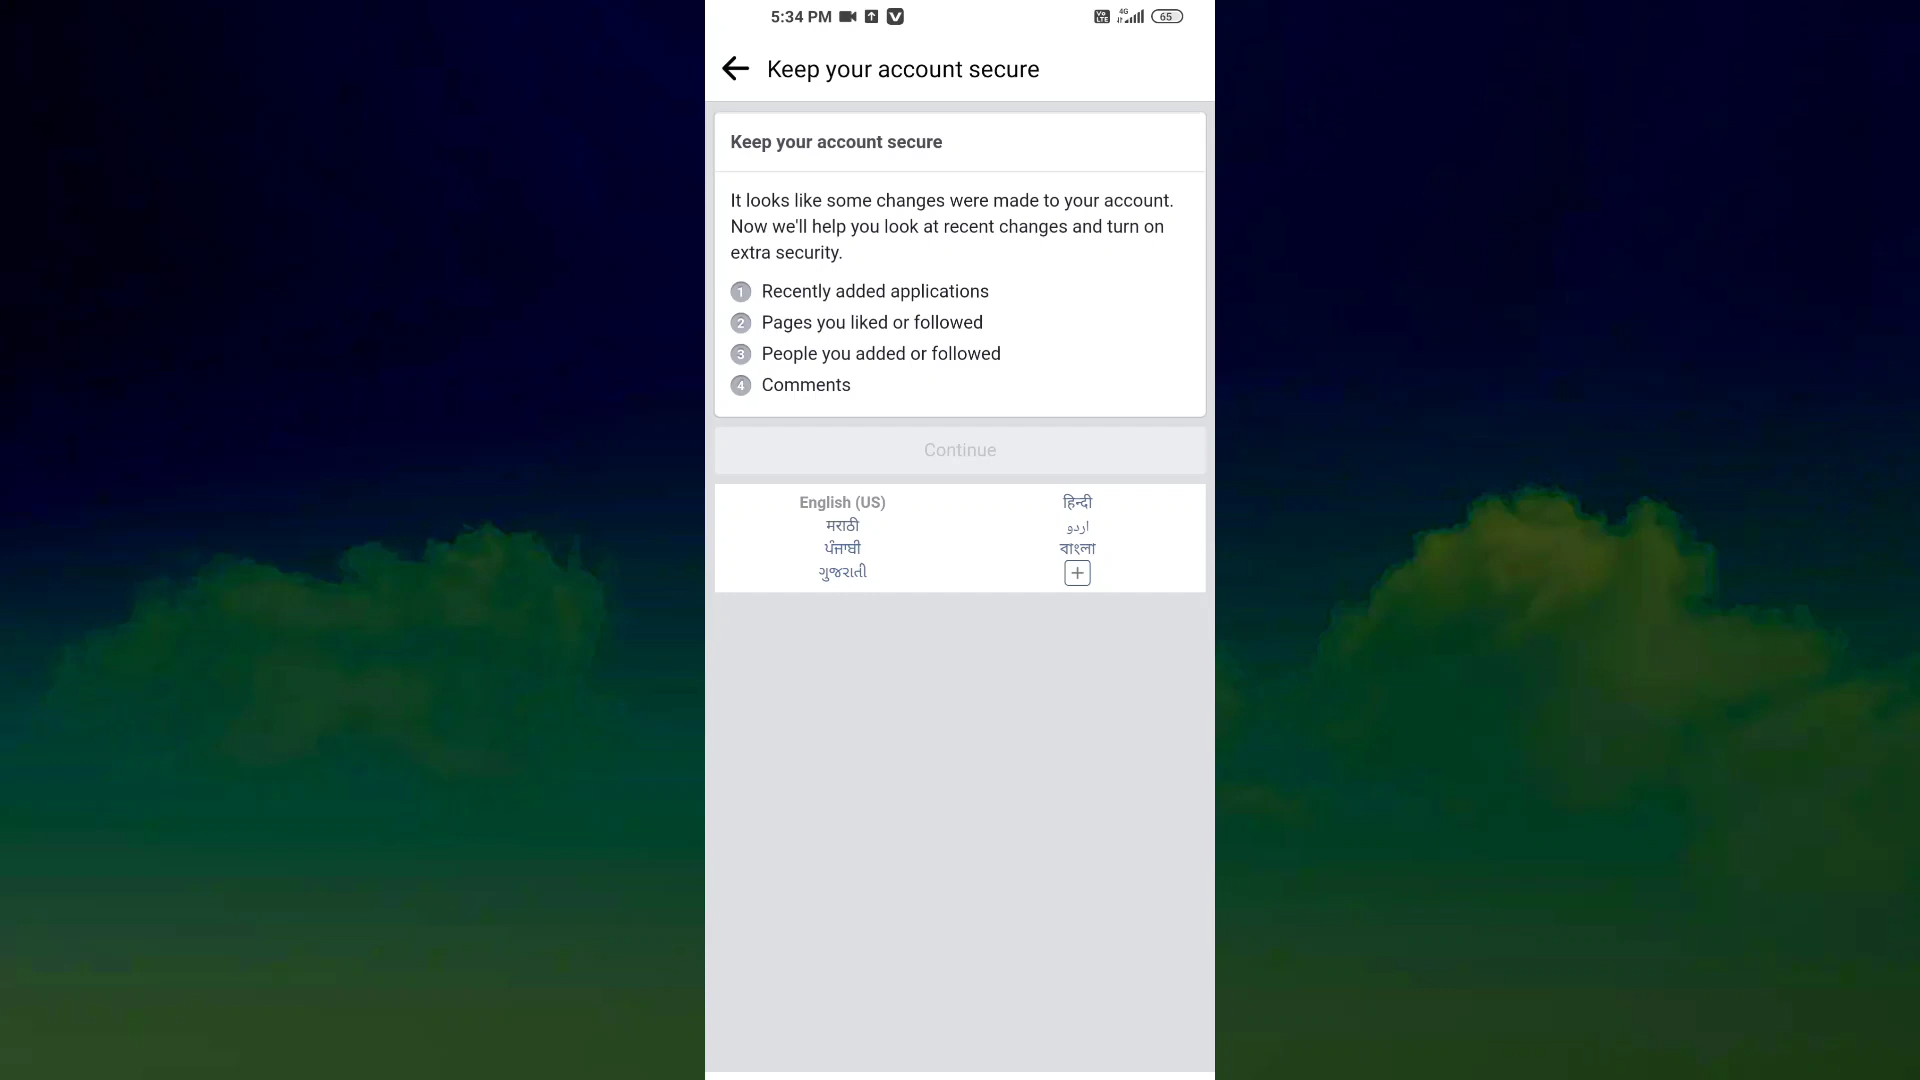 5:34 PM
Vo LTE 4G 65
Keep your account secure
Keep your account secure
It looks like some changes were made to your account.
Now we'll help you look at recent changes and turn on
extra security.
1 Recently added applications
2 Pages you liked or followed
3 People you added or followed
4 Comments
Continue
English (US) हिन्दी
मराठी اردو
ਪੰਜਾਬੀ বাংলা
ગુજરાતી +